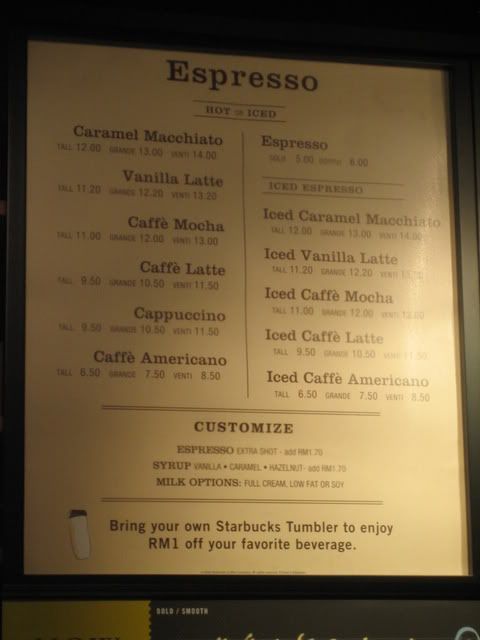 Espresso
HOT OR ICED
Caramel Macchiato
TALL 12.00 GRANDE 13.00 VENTI 14.00
Vanilla Latte
TALL 11.20 GRANDE 12.20 VENTI 13.20
Caffè Mocha
TALL 11.00 GRANDE 12.00 VENTI 13.00
Caffè Latte
TALL 9.50 GRANDE 10.50 VENTI 11.50
Cappuccino
TALL 9.50 GRANDE 10.50 VENTI 11.50
Caffè Americano
TALL 6.50 GRANDE 7.50 VENTI 8.50
Espresso
SOLO 5.00 DOPPIO 6.00
ICED ESPRESSO
Iced Caramel Macchiato
TALL 12.00 GRANDE 13.00 VENTI 14.00
Iced Vanilla Latte
TALL 11.20 GRANDE 12.20 VENTI
Iced Caffè Mocha
TALL 11.00 GRANDE 12.00 VENTI 13.00
Iced Caffè Latte
TALL 9.50 GRANDE 10.50 VENTI 11.50
Iced Caffè Americano
TALL 6.50 GRANDE 7.50 VENTI 8.50
CUSTOMIZE
ESPRESSO EXTRA SHOT - add RM1.70
SYRUP VANILLA • CARAMEL • HAZELNUT - add RM1.70
MILK OPTIONS: FULL CREAM, LOW FAT OR SOY
Bring your own Starbucks Tumbler to enjoy
RM1 off your favorite beverage.
BOLD / SMOOTH